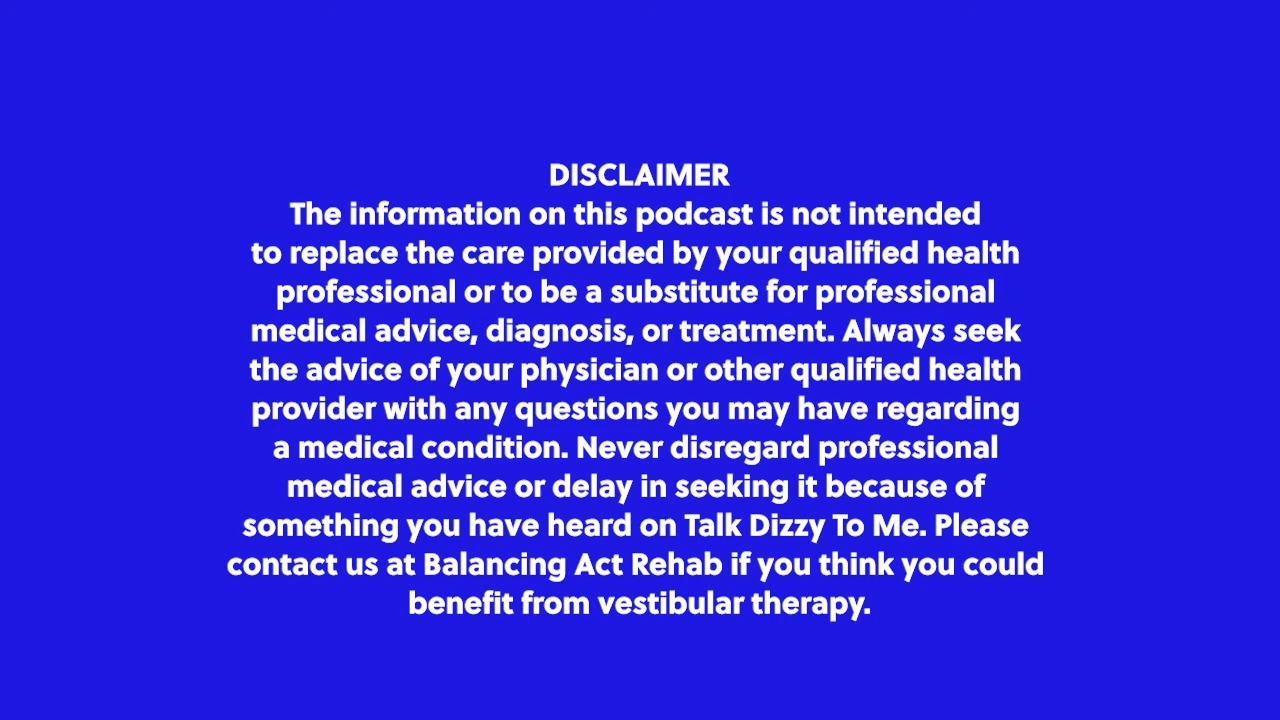 DISCLAIMER
The information on this podcast is not intended
to replace the care provided by your qualified health
professional or to be a substitute for professional
medical advice, diagnosis, or treatment. Always seek
the advice of your physician or other qualified health
provider with any questions you may have regarding
a medical condition. Never disregard professional
medical advice or delay in seeking it because of
something you have heard on Talk Dizzy To Me. Please
contact us at Balancing Act Rehab if you think you could
benefit from vestibular therapy.